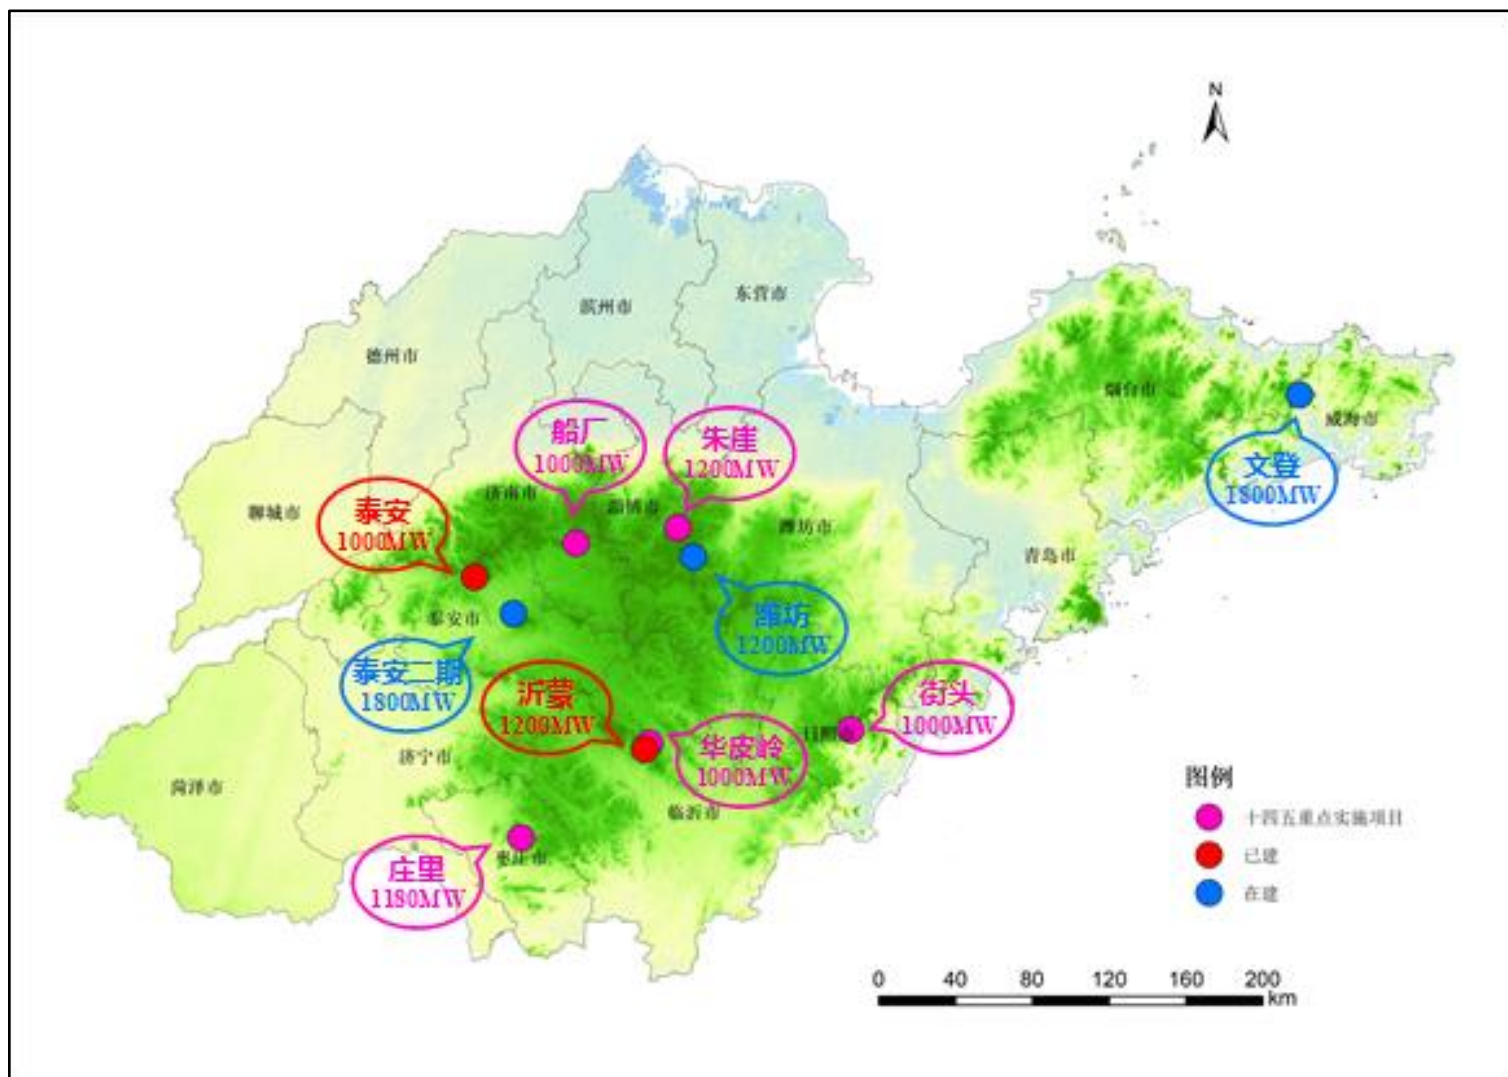 N
滨州市
东营市
德州市
烟台市
威海市
船厂
1000MW
朱崖
1200MW
文登
1800MW
聊城市
泰安
1000MW
济南市
淄博市
潍坊市
青岛市
泰安市
潍坊
1200MW
泰安二期
1800MW
沂蒙
1200MW
街头
1000MW
日照市
华皮岭
1000MW
济宁市
菏泽市
临沂市
庄里
1180MW
枣庄市
图例
十四五重点实施项目
已建
在建
0 40 80 120 160 200
km